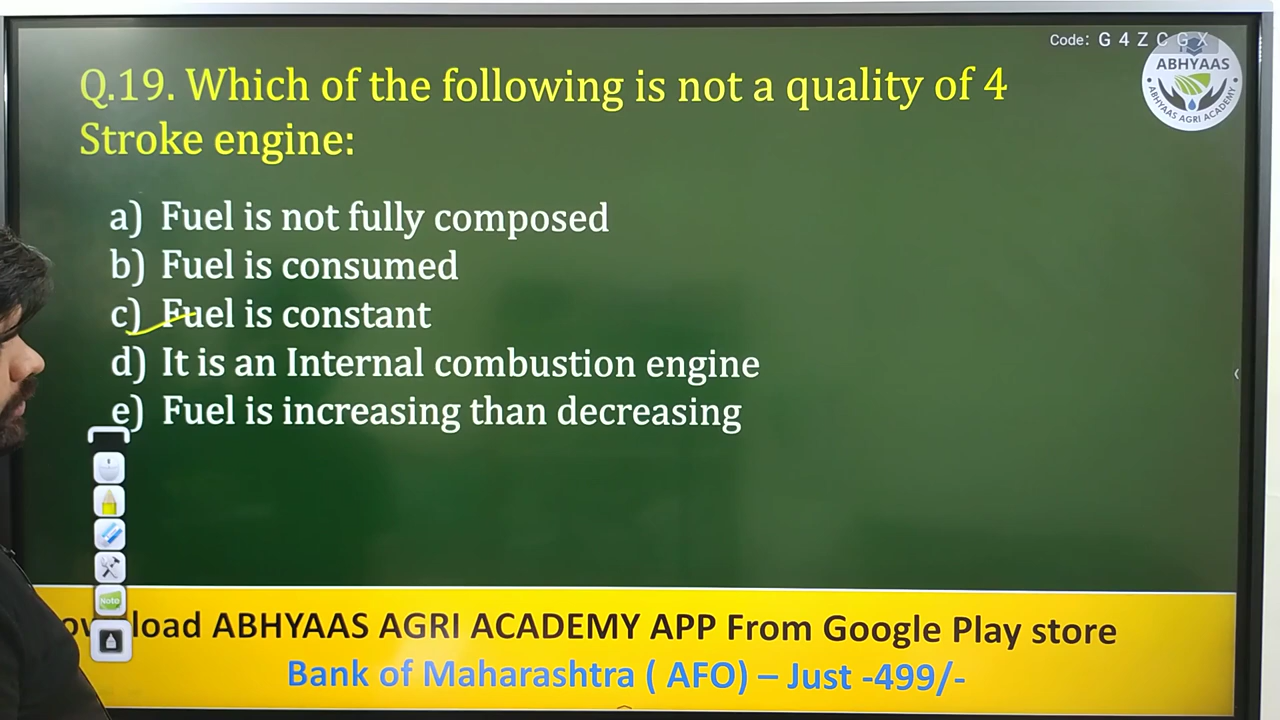 Code: G 4 Z C G X
ABHYAAS
ABHYAAS AGRI ACADEMY
Q.19. Which of the following is not a quality of 4
Stroke engine:
a) Fuel is not fully composed
b) Fuel is consumed
c) Fuel is constant
d) It is an Internal combustion engine
e) Fuel is increasing than decreasing
Note
load ABHYAAS AGRI ACADEMY APP From Google Play store
Bank of Maharashtra ( AFO) – Just -499/-